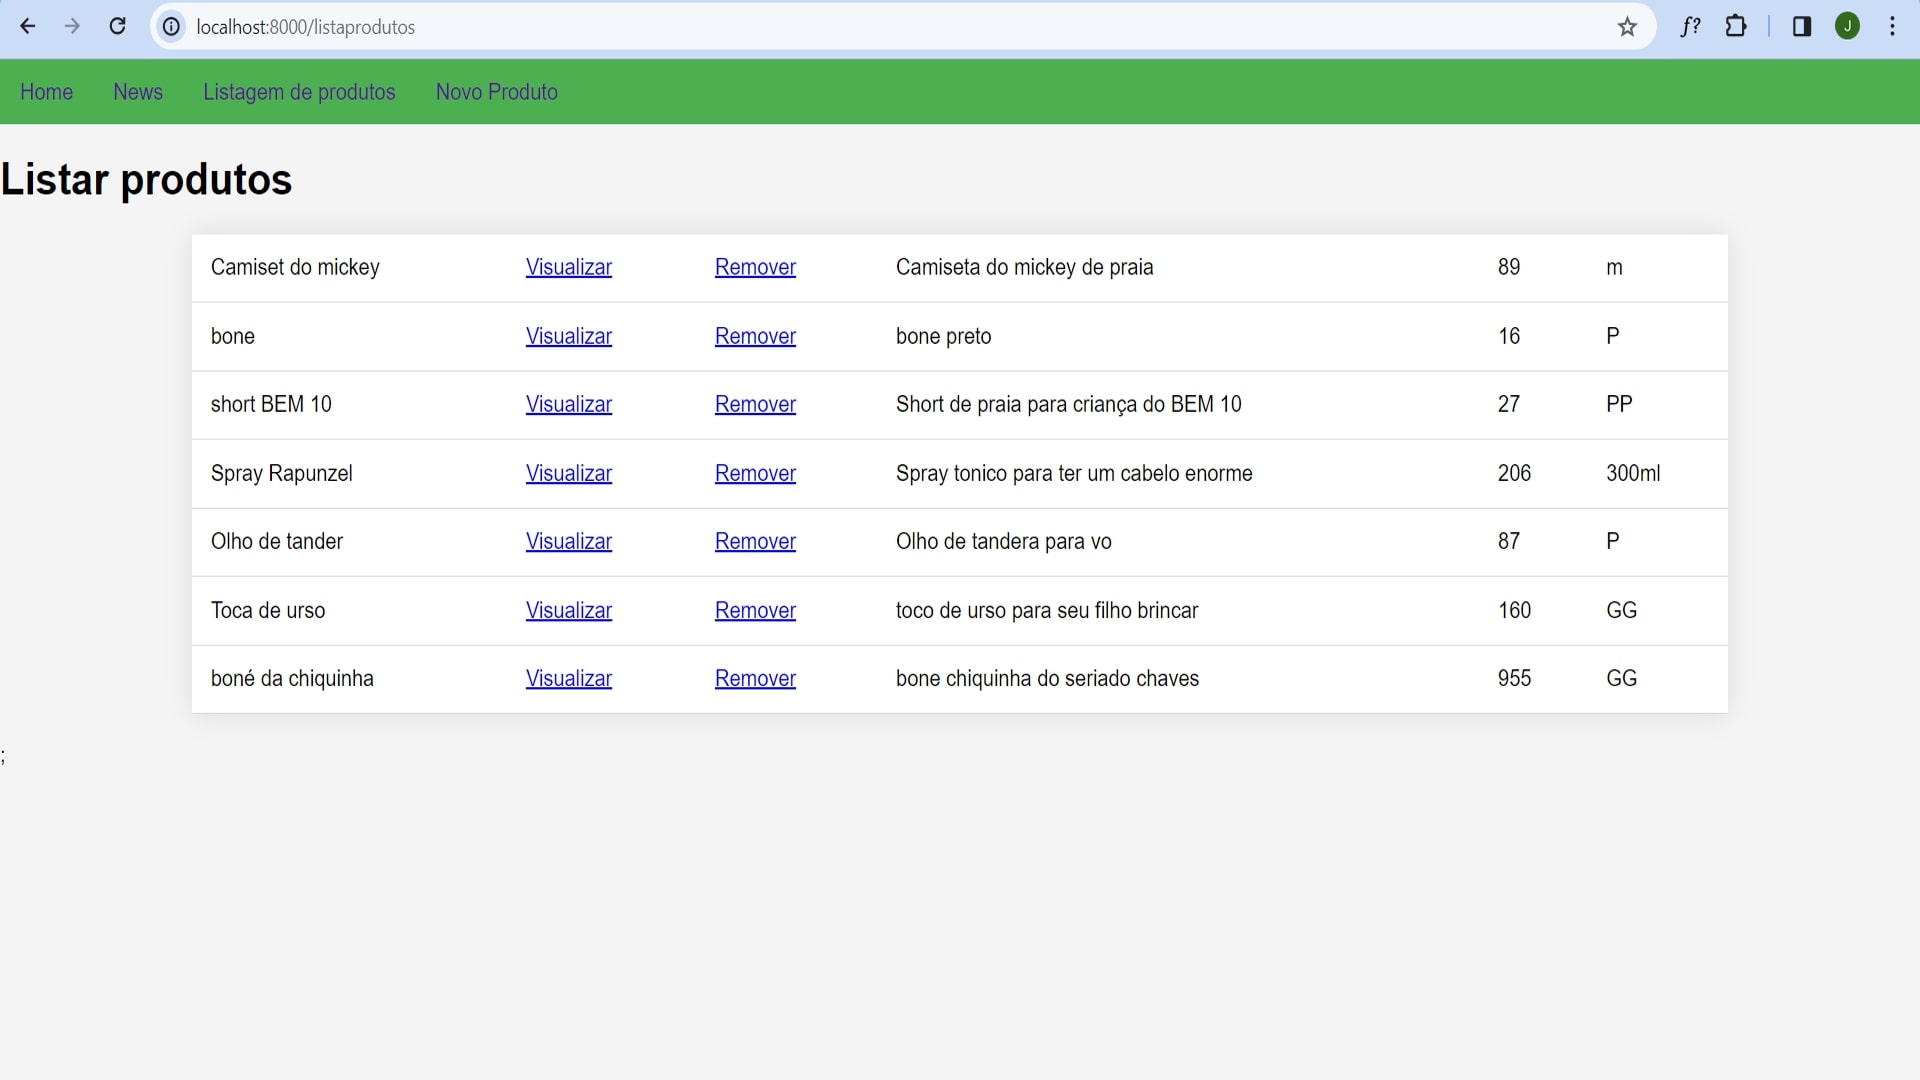 localhost:8000/listaprodutos f? J
Home News Listagem de produtos Novo Produto
Listar produtos
Camiset do mickey Visualizar Remover Camiseta do mickey de praia 89 m
bone Visualizar Remover bone preto 16 P
short BEM 10 Visualizar Remover Short de praia para criança do BEM 10 27 PP
Spray Rapunzel Visualizar Remover Spray tonico para ter um cabelo enorme 206 300ml
Olho de tander Visualizar Remover Olho de tandera para vo 87 P
Toca de urso Visualizar Remover toco de urso para seu filho brincar 160 GG
boné da chiquinha Visualizar Remover bone chiquinha do seriado chaves 955 GG
;